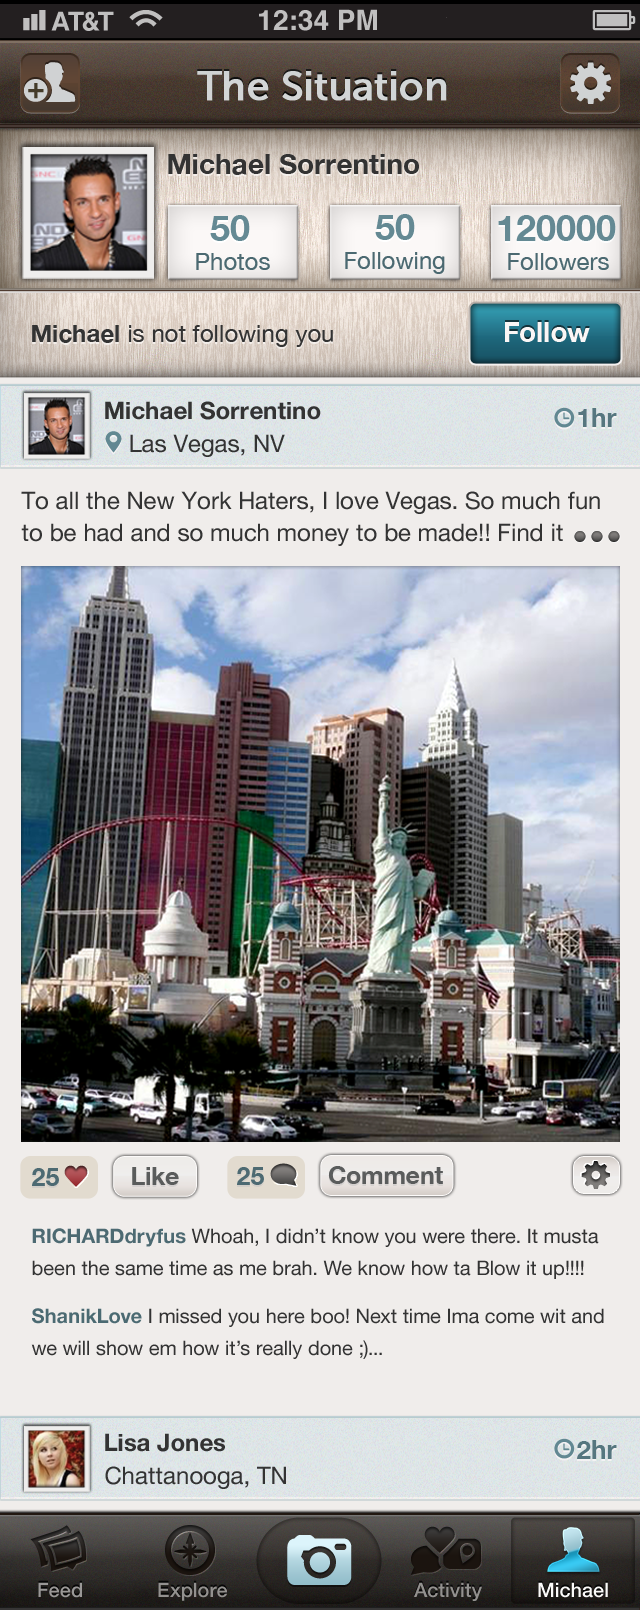 AT&T 12:34 PM
The Situation
Michael Sorrentino
50 50 120000
Photos Following Followers
Michael is not following you
Follow
Michael Sorrentino
1hr
Las Vegas, NV
To all the New York Haters, I love Vegas. So much fun
to be had and so much money to be made!! Find it
25 Like 25 Comment
RICHARDdryfus Whoah, I didn't know you were there. It musta
been the same time as me brah. We know how ta Blow it up!!!!
ShanikLove I missed you here boo! Next time Ima come wit and
we will show em how it's really done ;)...
Lisa Jones
2hr
Chattanooga, TN
Feed Explore Activity Michael